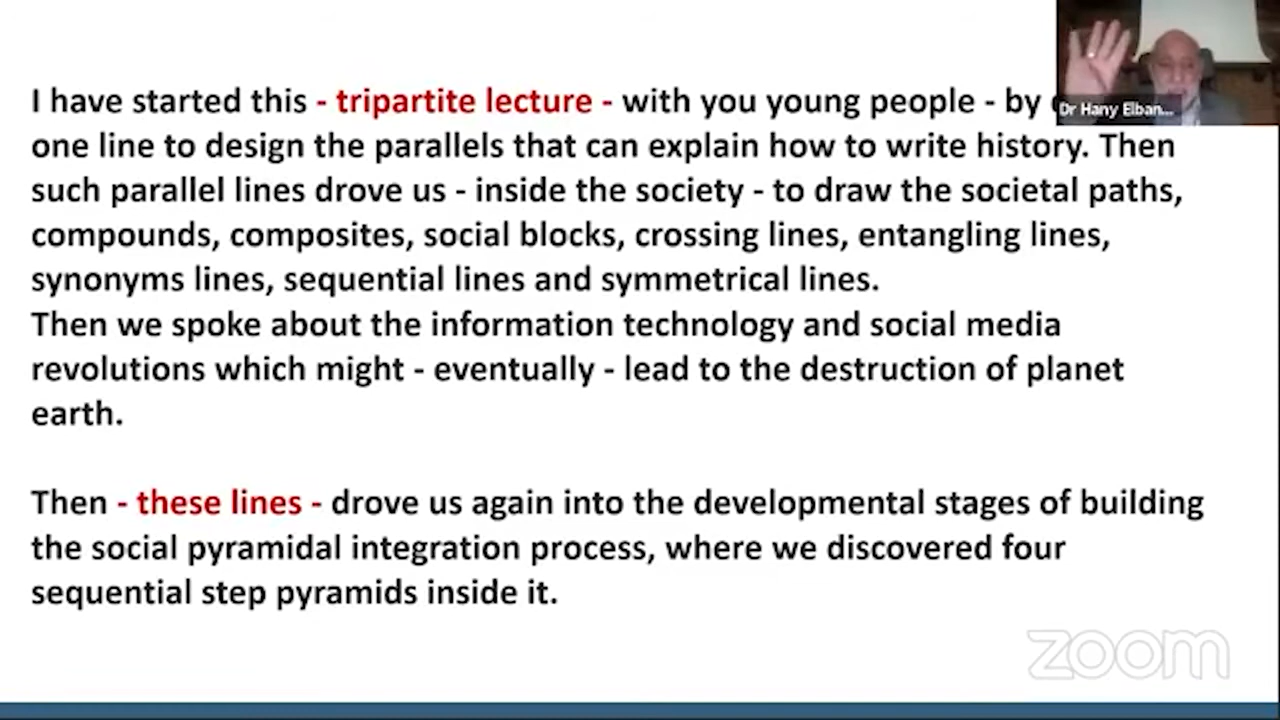 I have started this - tripartite lecture - with you young people - by
Dr Hany Elban...
one line to design the parallels that can explain how to write history. Then
such parallel lines drove us - inside the society - to draw the societal paths,
compounds, composites, social blocks, crossing lines, entangling lines,
synonyms lines, sequential lines and symmetrical lines.
Then we spoke about the information technology and social media
revolutions which might - eventually - lead to the destruction of planet
earth.
Then - these lines - drove us again into the developmental stages of building
the social pyramidal integration process, where we discovered four
sequential step pyramids inside it.
zoom